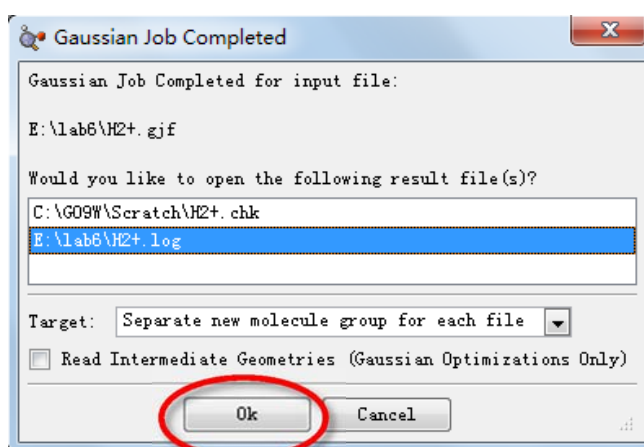 Gaussian Job Completed
Gaussian Job Completed for input file:
E:\lab6\H2+.gjf
Would you like to open the following result file(s)?
C:\G09W\Scratch\H2+.chk
E:\lab6\H2+.log
Target: Separate new molecule group for each file
Read Intermediate Geometries (Gaussian Optimizations Only)
Ok Cancel